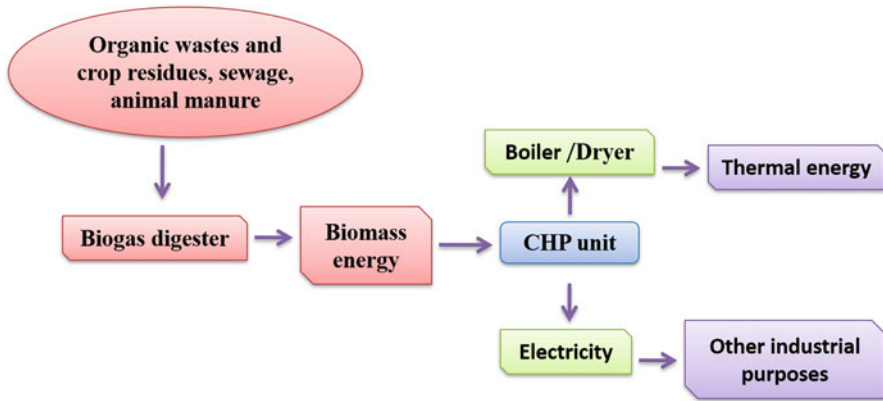 Organic wastes and
crop residues, sewage,
animal manure
Biogas digester
Biomass
energy
CHP unit
Boiler /Dryer
Thermal energy
Electricity
Other industrial
purposes